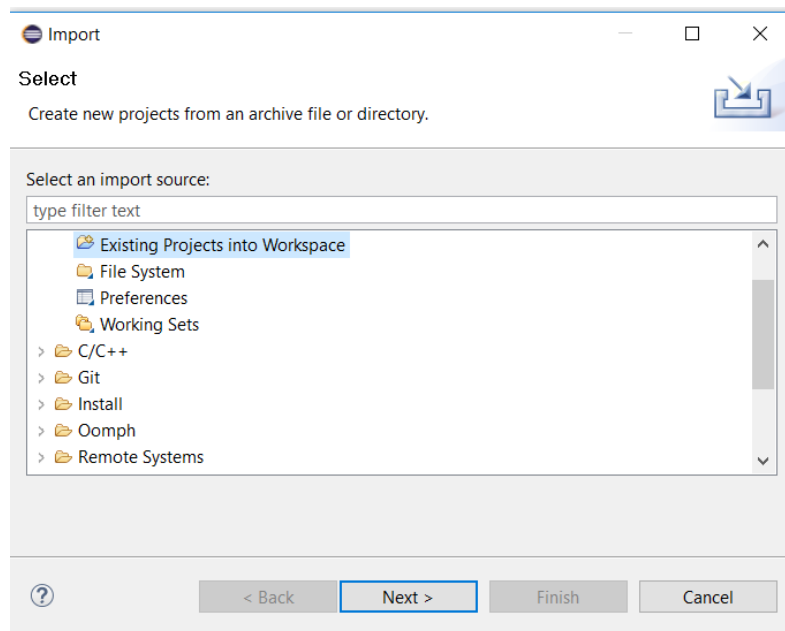 Import
Select
Create new projects from an archive file or directory.
Select an import source:
type filter text
Existing Projects into Workspace
File System
Preferences
Working Sets
> C/C++
> Git
> Install
> Oomph
> Remote Systems
? < Back Next > Finish Cancel